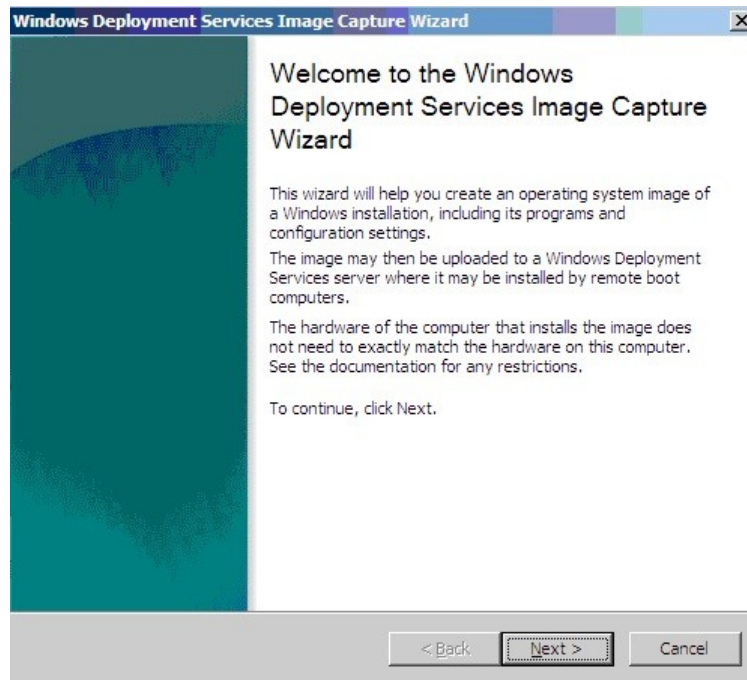 Windows Deployment Services Image Capture Wizard
Welcome to the Windows
Deployment Services Image Capture
Wizard
This wizard will help you create an operating system image of
a Windows installation, including its programs and
configuration settings.
The image may then be uploaded to a Windows Deployment
Services server where it may be installed by remote boot
computers.
The hardware of the computer that installs the image does
not need to exactly match the hardware on this computer.
See the documentation for any restrictions.
To continue, click Next.
< Back Next > Cancel